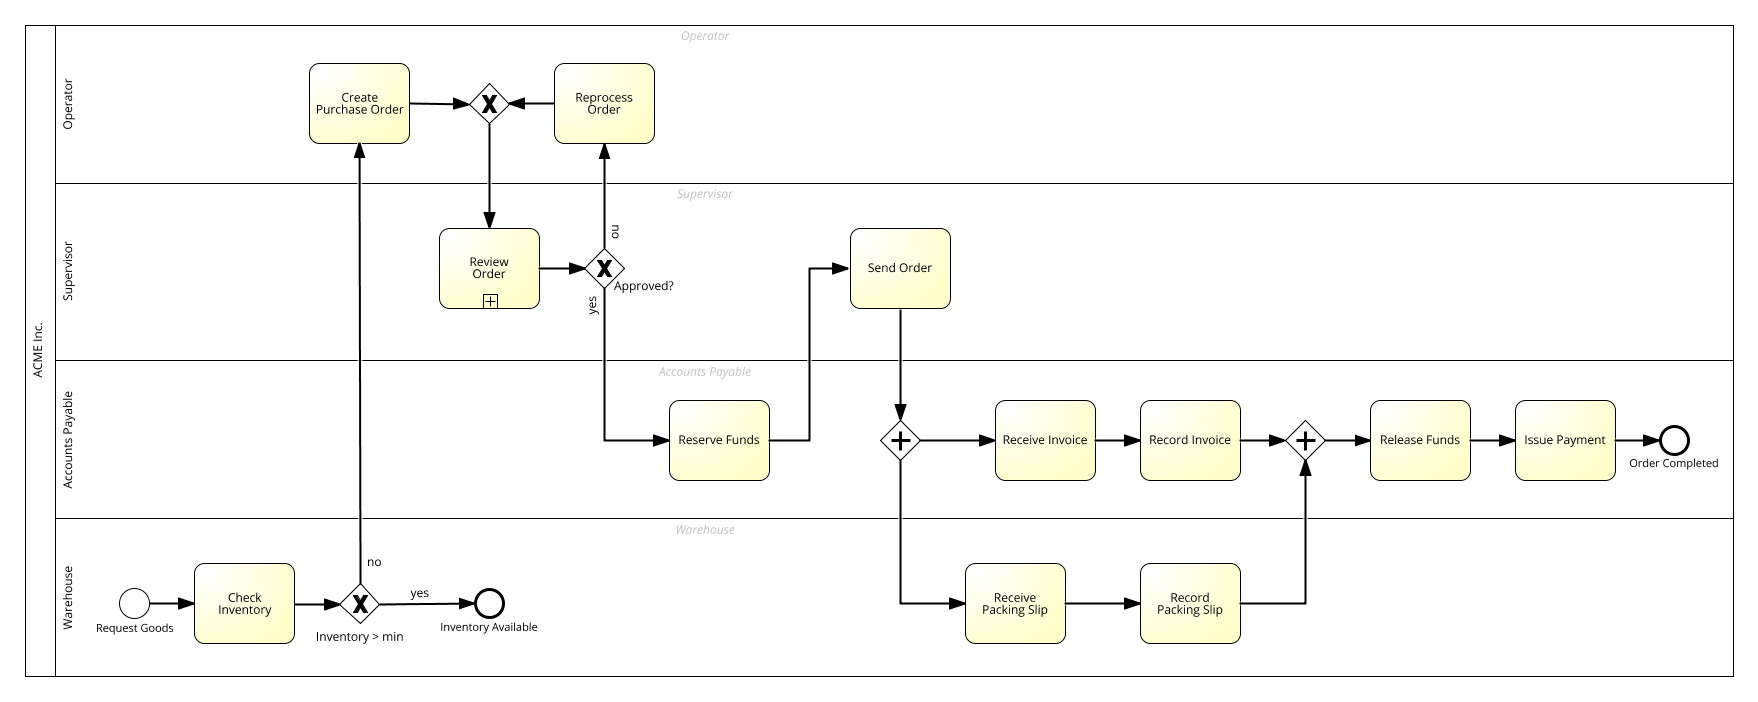 ACME Inc.
Operator
Operator
Create
Purchase Order
Reprocess
Order
Supervisor
Supervisor
Review
Order
no
Approved?
yes
Send Order
Accounts Payable
Accounts Payable
Reserve Funds
Receive Invoice
Record Invoice
Release Funds
Issue Payment
Order Completed
Warehouse
Warehouse
Request Goods
Check
Inventory
no
Inventory > min
yes
Inventory Available
Receive
Packing Slip
Record
Packing Slip